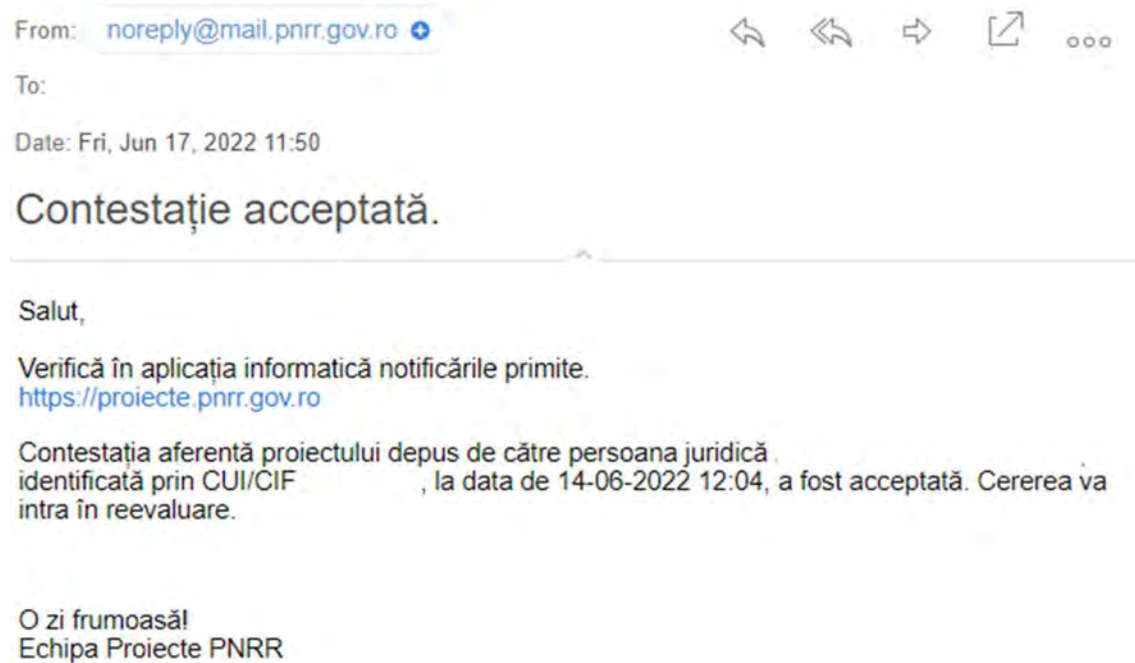 From: noreply@mail.pnrr.gov.ro
To:
Date: Fri, Jun 17, 2022 11:50
Contestație acceptată.
Salut,
Verifică în aplicația informatică notificările primite.
https://proiecte.pnrr.gov.ro
Contestația aferentă proiectului depus de către persoana juridică
identificată prin CUI/CIF , la data de 14-06-2022 12:04, a fost acceptată. Cererea va
intra în reevaluare.
O zi frumoasă!
Echipa Proiecte PNRR